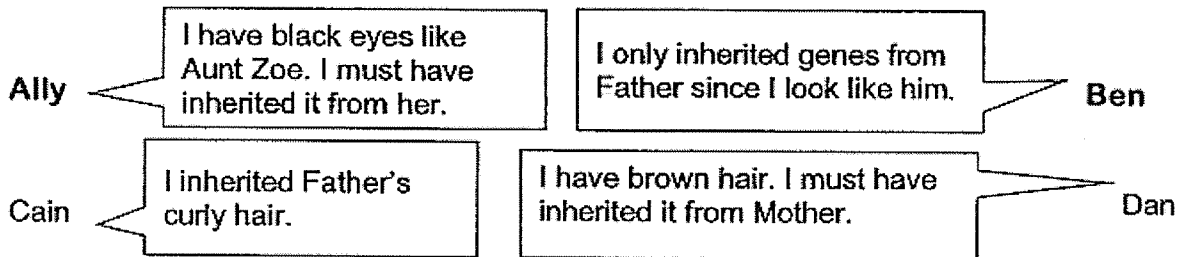 Ally
I have black eyes like
Aunt Zoe. I must have
inherited it from her.
I only inherited genes from
Father since I look like him.
Ben
Cain
I inherited Father's
curly hair.
I have brown hair. I must have
inherited it from Mother.
Dan